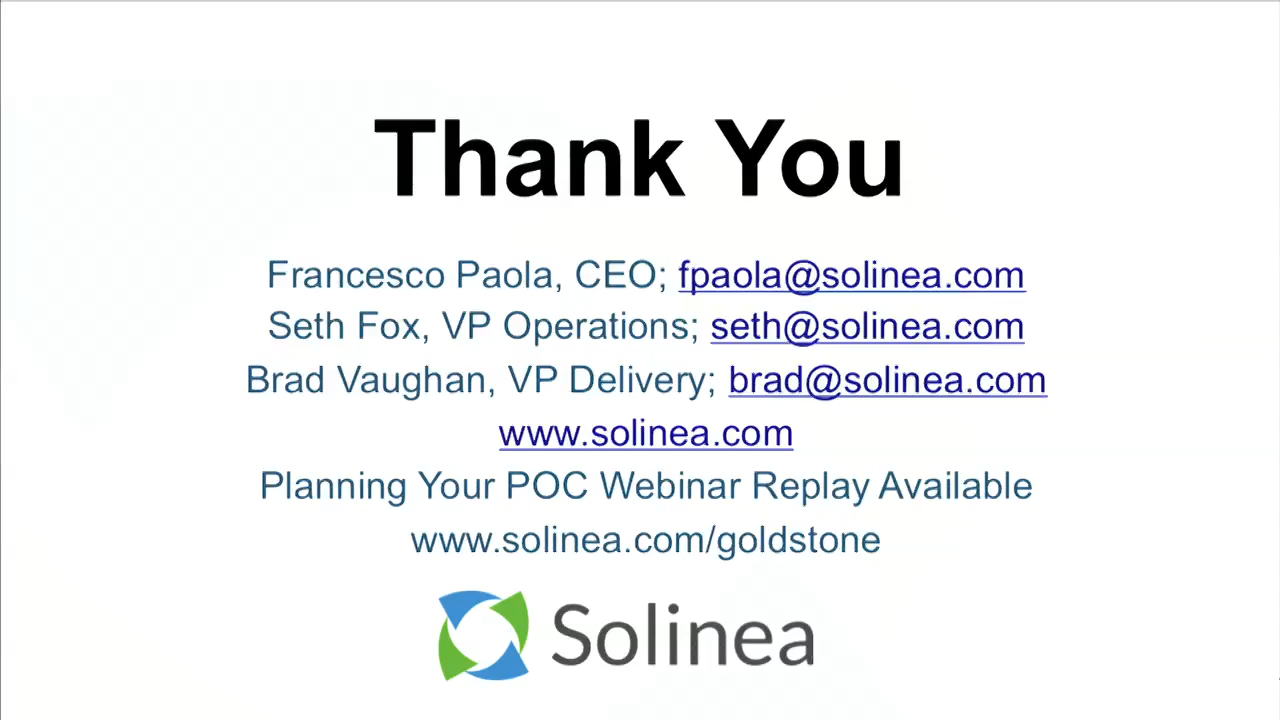 Thank You
Francesco Paola, CEO; fpaola@solinea.com
Seth Fox, VP Operations; seth@solinea.com
Brad Vaughan, VP Delivery; brad@solinea.com
www.solinea.com
Planning Your POC Webinar Replay Available
www.solinea.com/goldstone
Solinea